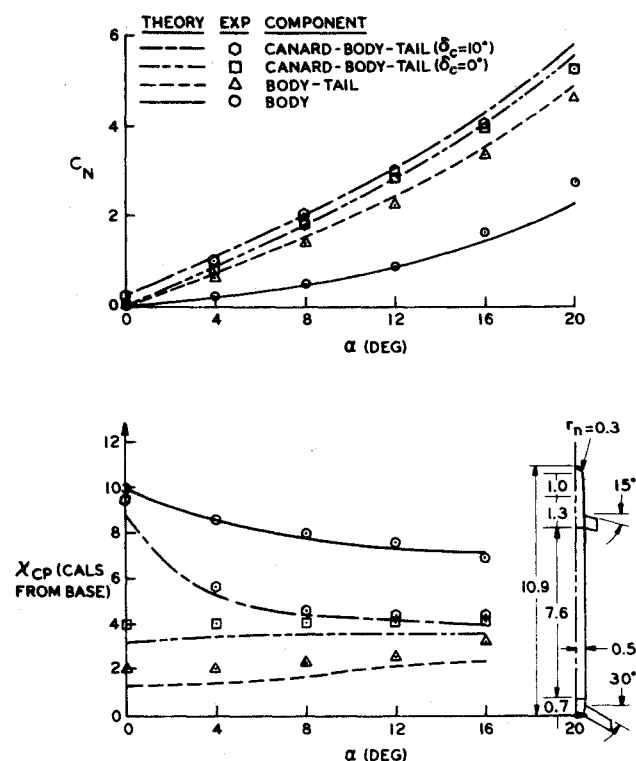 THEORY EXP COMPONENT
CANARD-BODY-TAIL (δc=10°)
CANARD-BODY-TAIL (δc=0°)
BODY-TAIL
BODY
6
4
CN
2
0
0 4 8 12 16 20
α (DEG)
12
10
8
XCP (CALS
FROM BASE)
6
4
2
0
0 4 8 12 16 20
α (DEG)
rn=0.3
1.0
15°
1.3
10.9
7.6
0.5
30°
0.7